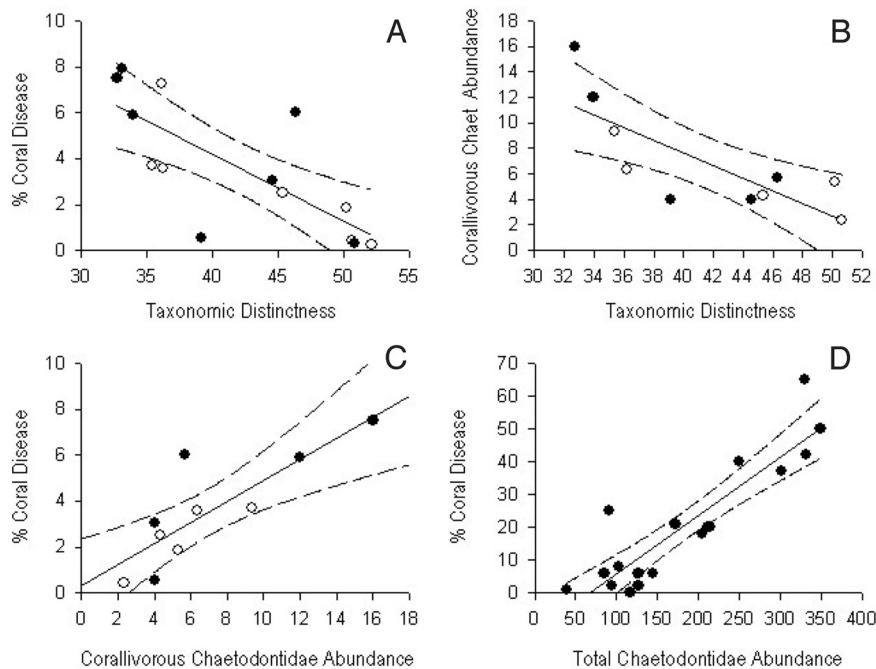 A
10
8
6
4
2
0
% Coral Disease
30 35 40 45 50 55
Taxonomic Distinctness
B
18
16
14
12
10
8
6
4
2
0
Corallivorous Chaet Abundance
30 32 34 36 38 40 42 44 46 48 50 52
Taxonomic Distinctness
C
10
8
6
4
2
0
% Coral Disease
0 2 4 6 8 10 12 14 16 18
Corallivorous Chaetodontidae Abundance
D
70
60
50
40
30
20
10
0
% Coral Disease
0 50 100 150 200 250 300 350 400
Total Chaetodontidae Abundance